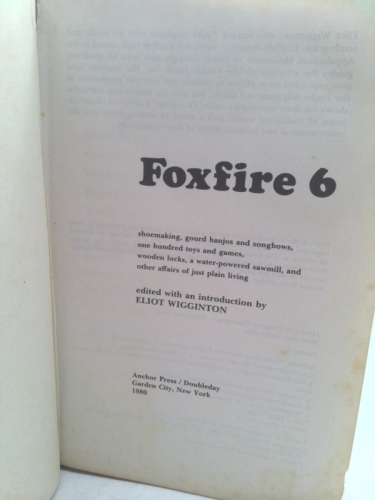 Foxfire 6
shoemaking, gourd banjos and songbows,
one hundred toys and games,
wooden locks, a water-powered sawmill, and
other affairs of just plain living
edited with an introduction by
ELIOT WIGGINTON
Anchor Press / Doubleday
Garden City, New York
1980